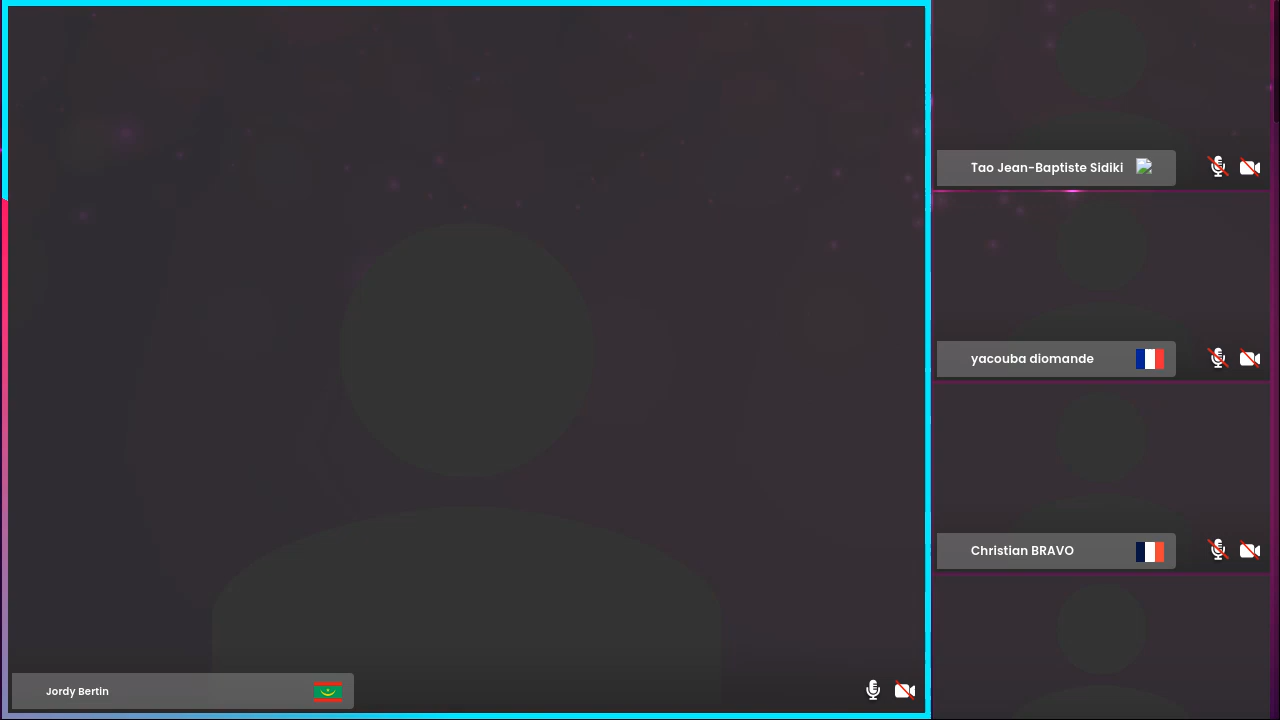 Tao Jean-Baptiste Sidiki
yacouba diomande
Christian BRAVO
Jordy Bertin